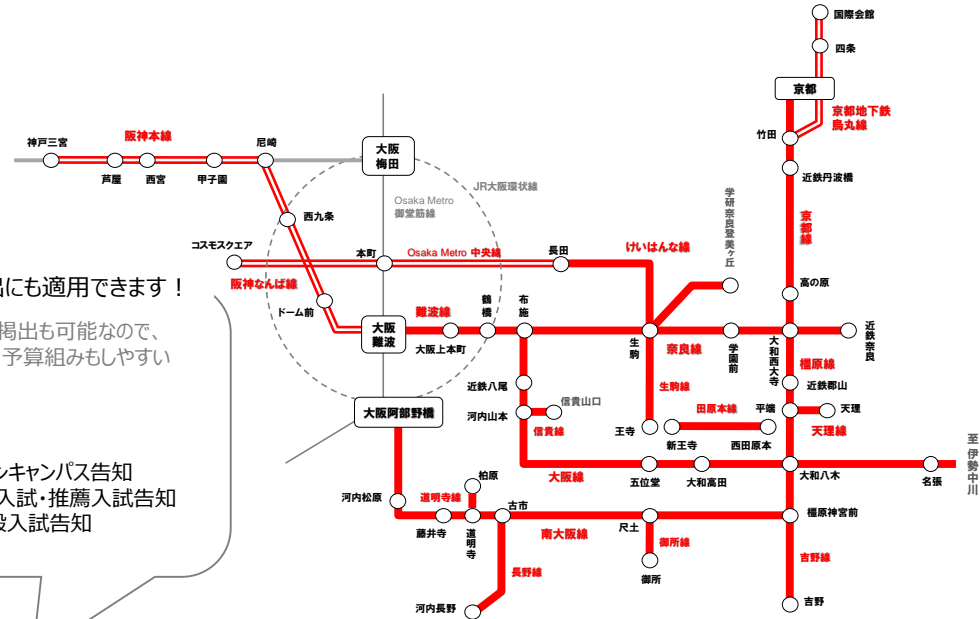 国際会館
四条
京都
京都地下鉄
烏丸線
竹田
近鉄丹波橋
京都線
高の原
神戸三宮
阪神本線
芦屋
西宮
甲子園
尼崎
大阪
梅田
JR大阪環状線
Osaka Metro
御堂筋線
学研奈良登美ヶ丘
西九条
コスモスクエア
本町
Osaka Metro 中央線
長田
けいはんな線
阪神なんば線
ドーム前
大阪
難波
難波線
大阪上本町
鶴橋
布施
生駒
奈良線
学園前
大和西大寺
近鉄奈良
橿原線
出にも適用できます！
掲出も可能なので、
予算組みもしやすい
近鉄八尾
生駒線
近鉄郡山
大阪阿部野橋
河内山本
信貴山口
信貴線
王寺
田原本線
平端
新王寺
西田原本
天理
天理線
ンキャンパス告知
入試・推薦入試告知
般入試告知
大阪線
五位堂
大和高田
大和八木
名張
至 伊勢中川
河内松原
道明寺線
柏原
藤井寺
道明寺
古市
南大阪線
尺土
橿原神宮前
御所線
御所
長野線
河内長野
吉野線
吉野